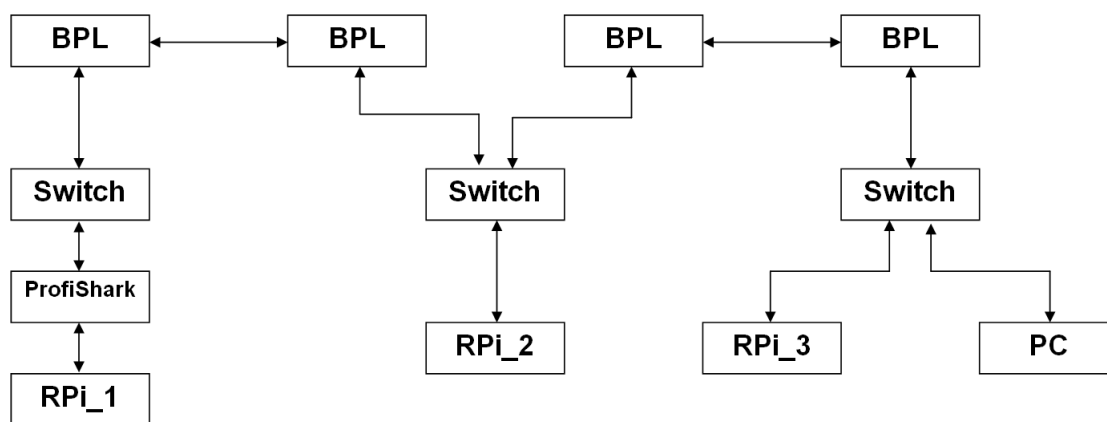 BPL
BPL
BPL
BPL
Switch
Switch
Switch
ProfiShark
RPi_2
RPi_3
PC
RPi_1